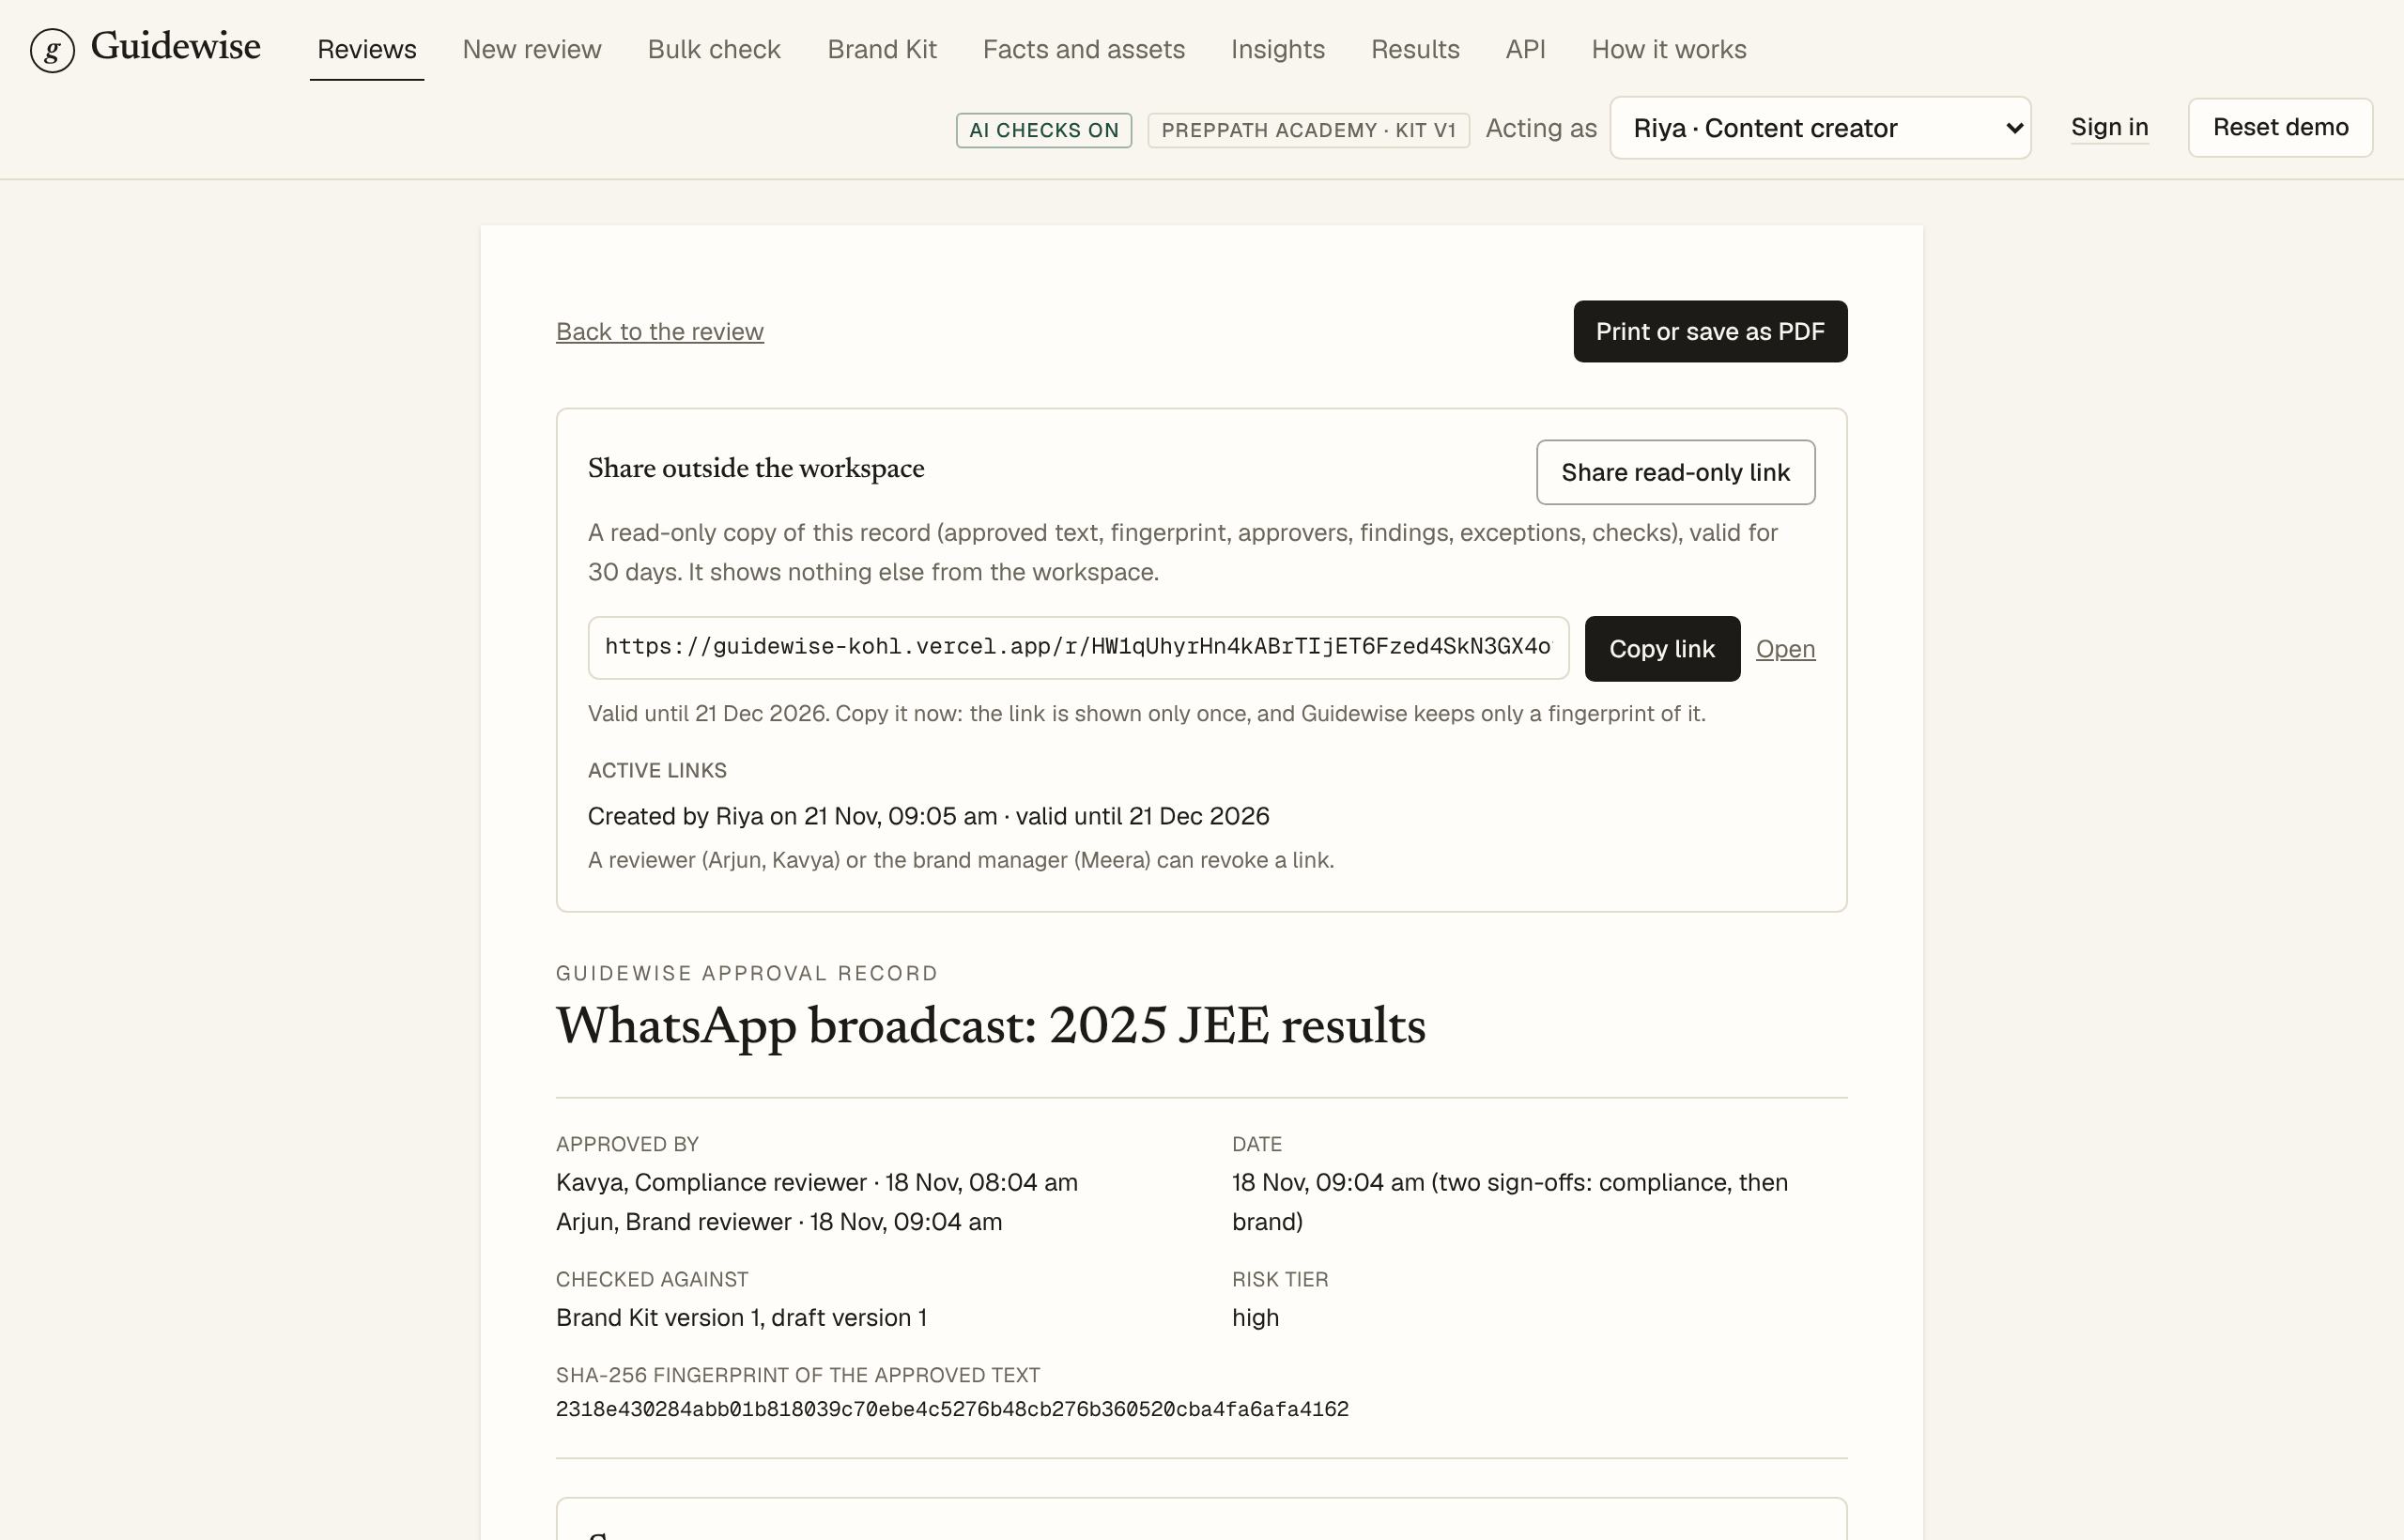 g Guidewise
Reviews New review Bulk check Brand Kit Facts and assets Insights Results API How it works
AI CHECKS ON PREPPATH ACADEMY · KIT V1 Acting as Riya · Content creator Sign in Reset demo
Back to the review Print or save as PDF
Share outside the workspace Share read-only link
A read-only copy of this record (approved text, fingerprint, approvers, findings, exceptions, checks), valid for
30 days. It shows nothing else from the workspace.
https://guidewise-kohl.vercel.app/r/HW1qUhyrHn4kABrTIjET6Fzed4SkN3GX4o Copy link Open
Valid until 21 Dec 2026. Copy it now: the link is shown only once, and Guidewise keeps only a fingerprint of it.
ACTIVE LINKS
Created by Riya on 21 Nov, 09:05 am · valid until 21 Dec 2026
A reviewer (Arjun, Kavya) or the brand manager (Meera) can revoke a link.
GUIDEWISE APPROVAL RECORD
WhatsApp broadcast: 2025 JEE results
APPROVED BY
Kavya, Compliance reviewer · 18 Nov, 08:04 am
Arjun, Brand reviewer · 18 Nov, 09:04 am
DATE
18 Nov, 09:04 am (two sign-offs: compliance, then
brand)
CHECKED AGAINST
Brand Kit version 1, draft version 1
RISK TIER
high
SHA-256 FINGERPRINT OF THE APPROVED TEXT
2318e430284abb01b818039c70ebe4c5276b48cb276b360520cba4fa6afa4162